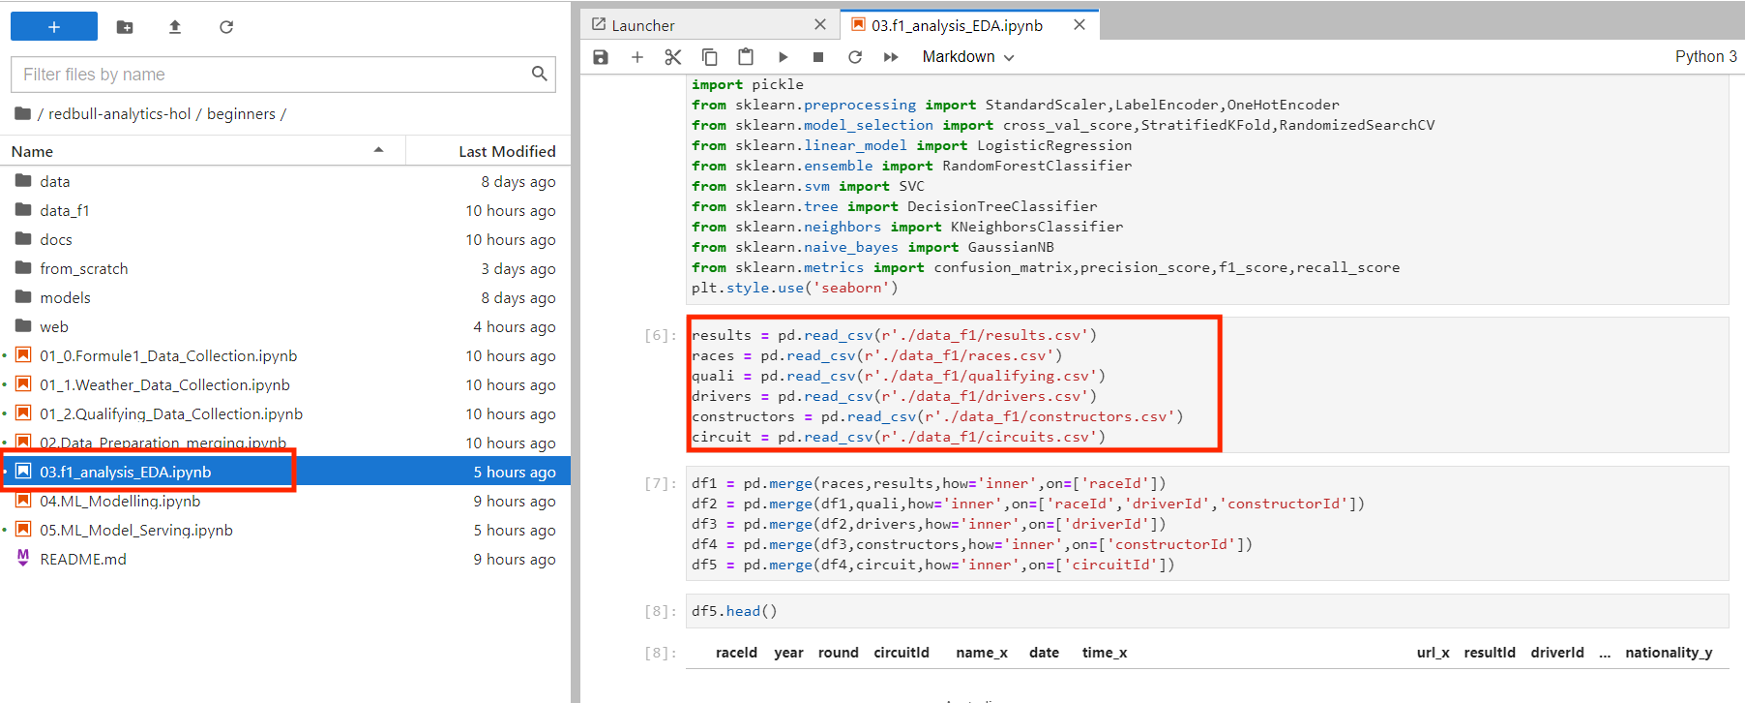 Filter files by name
/ redbull-analytics-hol / beginners /
Name Last Modified
data 8 days ago
data_f1 10 hours ago
docs 10 hours ago
from_scratch 3 days ago
models 8 days ago
web 4 hours ago
01_0.Formule1_Data_Collection.ipynb 10 hours ago
01_1.Weather_Data_Collection.ipynb 10 hours ago
01_2.Qualifying_Data_Collection.ipynb 10 hours ago
02.Data_Preparation_merging.ipynb 10 hours ago
03.f1_analysis_EDA.ipynb 5 hours ago
04.ML_Modelling.ipynb 9 hours ago
05.ML_Model_Serving.ipynb 5 hours ago
README.md 9 hours ago
Launcher 03.f1_analysis_EDA.ipynb
Markdown Python 3
import pickle
from sklearn.preprocessing import StandardScaler,LabelEncoder,OneHotEncoder
from sklearn.model_selection import cross_val_score,StratifiedKFold,RandomizedSearchCV
from sklearn.linear_model import LogisticRegression
from sklearn.ensemble import RandomForestClassifier
from sklearn.svm import SVC
from sklearn.tree import DecisionTreeClassifier
from sklearn.neighbors import KNeighborsClassifier
from sklearn.naive_bayes import GaussianNB
from sklearn.metrics import confusion_matrix,precision_score,f1_score,recall_score
plt.style.use('seaborn')
[6]: results = pd.read_csv(r'./data_f1/results.csv')
races = pd.read_csv(r'./data_f1/races.csv')
quali = pd.read_csv(r'./data_f1/qualifying.csv')
drivers = pd.read_csv(r'./data_f1/drivers.csv')
constructors = pd.read_csv(r'./data_f1/constructors.csv')
circuit = pd.read_csv(r'./data_f1/circuits.csv')
[7]: df1 = pd.merge(races,results,how='inner',on=['raceId'])
df2 = pd.merge(df1,quali,how='inner',on=['raceId','driverId','constructorId'])
df3 = pd.merge(df2,drivers,how='inner',on=['driverId'])
df4 = pd.merge(df3,constructors,how='inner',on=['constructorId'])
df5 = pd.merge(df4,circuit,how='inner',on=['circuitId'])
[8]: df5.head()
[8]: raceId year round circuitId name_x date time_x url_x resultId driverId ... nationality_y